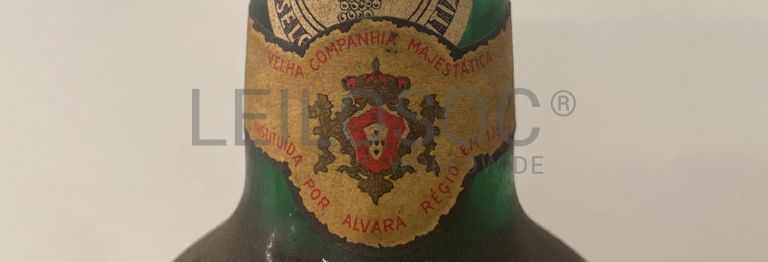 VELHA COMPANHIA MAJESTÁTICA
INSTITUIDA POR ALVARÁ RÉGIO EM
LEILOSOC®